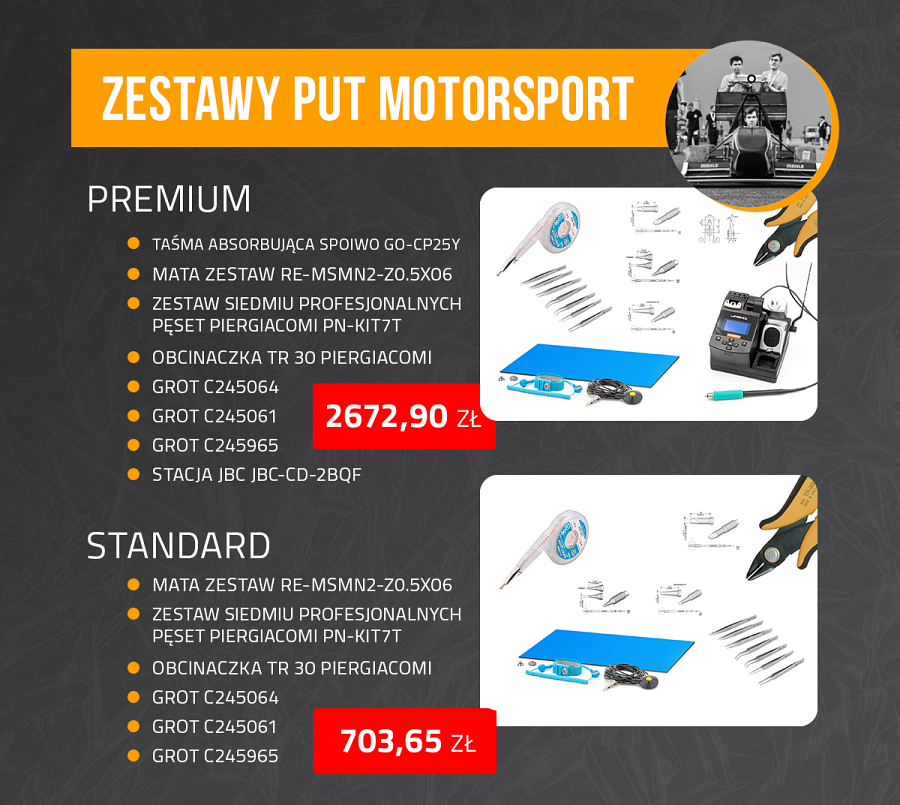 ZESTAWY PUT MOTORSPORT
PREMIUM
TAŚMA ABSORBUJĄCA SPOIWO GO-CP25Y
MATA ZESTAW RE-MSMN2-Z0.5X06
ZESTAW SIEDMIU PROFESJONALNYCH
PĘSET PIERGIACOMI PN-KIT7T
OBCINACZKA TR 30 PIERGIACOMI
GROT C245064
GROT C245061
GROT C245965
STACJA JBC JBC-CD-2BQF
2672,90 ZŁ
STANDARD
MATA ZESTAW RE-MSMN2-Z0.5X06
ZESTAW SIEDMIU PROFESJONALNYCH
PĘSET PIERGIACOMI PN-KIT7T
OBCINACZKA TR 30 PIERGIACOMI
GROT C245064
GROT C245061
GROT C245965
703,65 ZŁ